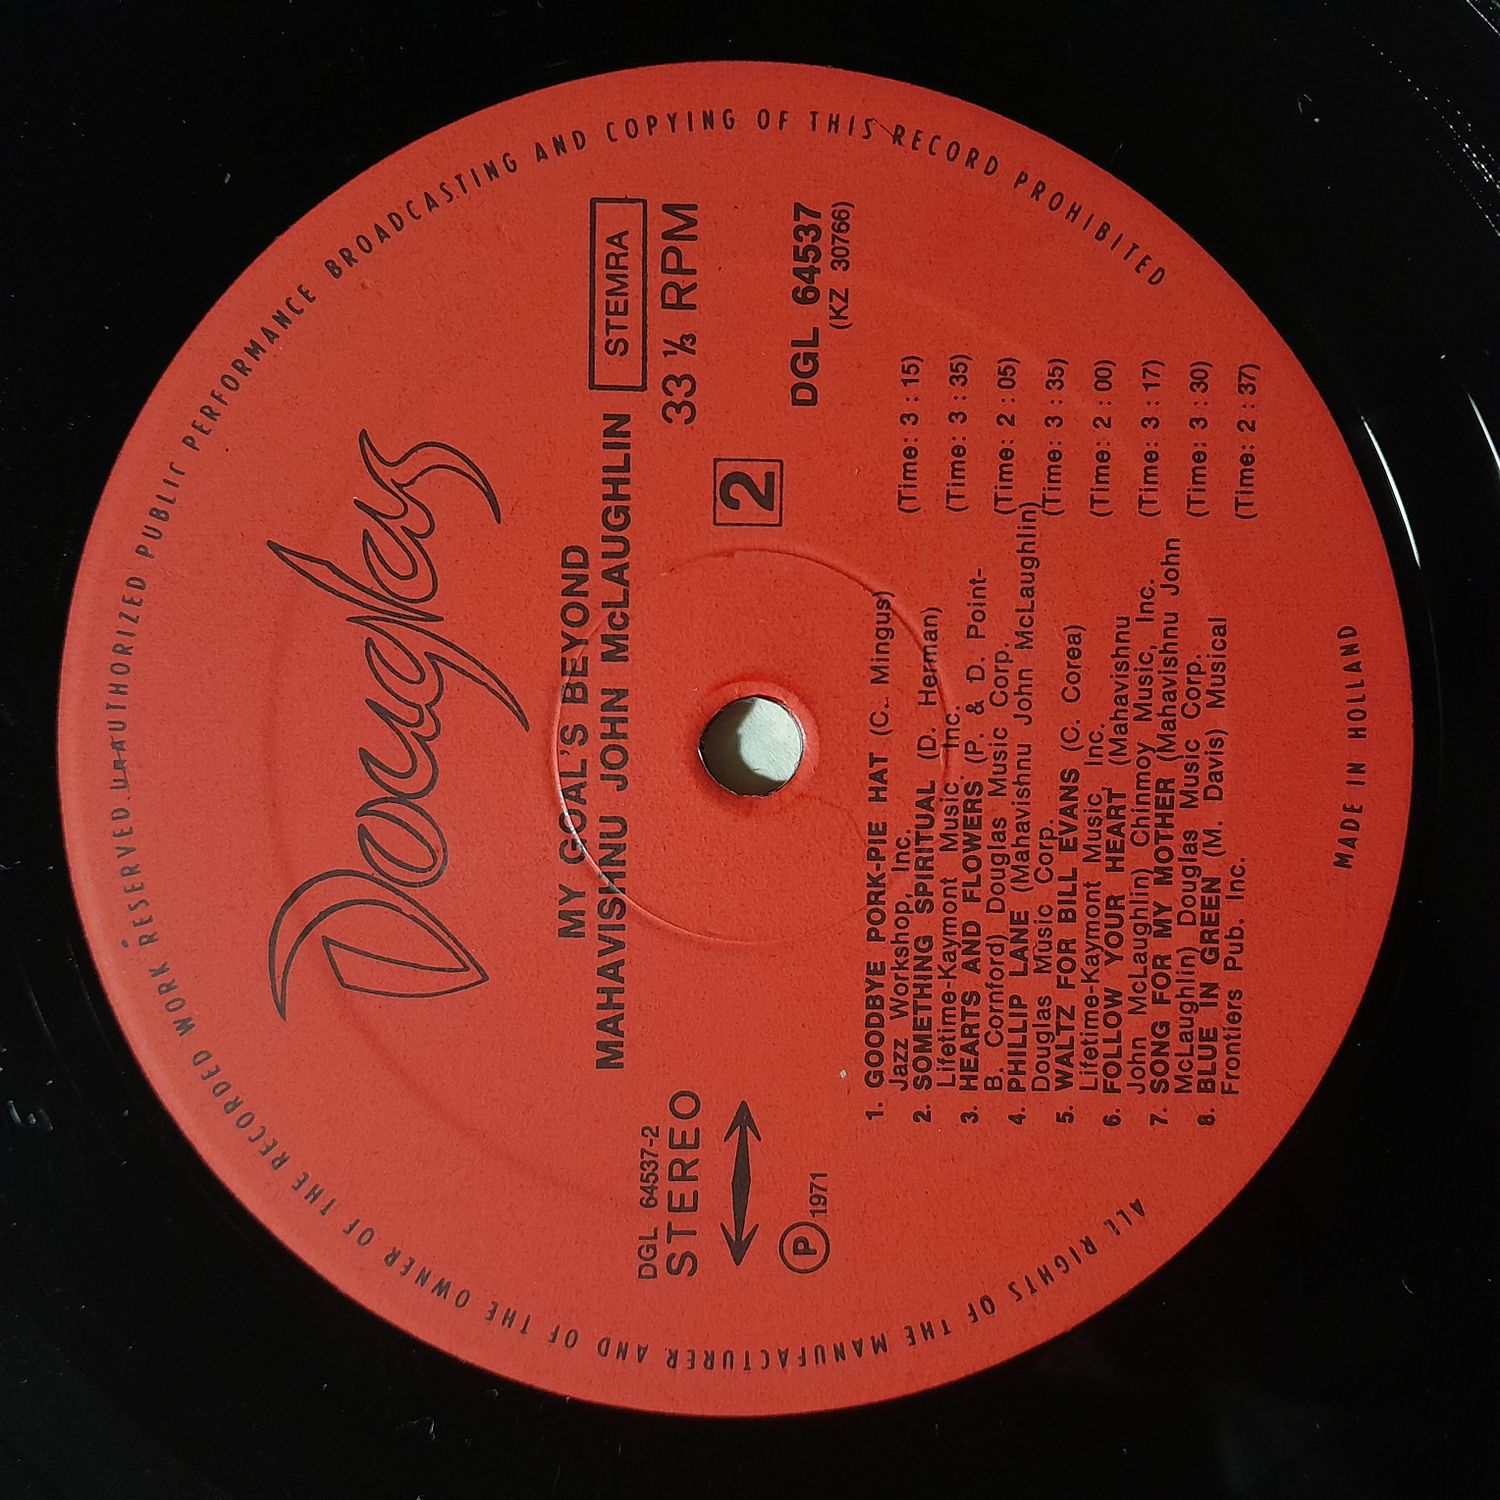 Douglas
MY GOAL'S BEYOND
MAHAVISHNU JOHN McLAUGHLIN
STEMRA
DGL 64537-2
STEREO
33 ⅓ RPM
2
P 1971
DGL 64537
(KZ 30766)
1. GOODBYE PORK-PIE HAT (C. Mingus) (Time: 3 : 15)
Jazz Workshop, Inc.
2. SOMETHING SPIRITUAL (D. Herman) (Time: 3 : 35)
Lifetime-Kaymont Music Inc.
3. HEARTS AND FLOWERS (P. & D. Point- (Time: 2 : 05)
B. Cornford) Douglas Music Corp.
4. PHILLIP LANE (Mahavishnu John McLaughlin) (Time: 3 : 35)
Douglas Music Corp.
5. WALTZ FOR BILL EVANS (C. Corea) (Time: 2 : 00)
Lifetime-Kaymont Music, Inc.
6. FOLLOW YOUR HEART (Mahavishnu (Time: 3 : 17)
John McLaughlin) Chinmoy Music, Inc.
7. SONG FOR MY MOTHER (Mahavishnu John (Time: 3 : 30)
McLaughlin) Douglas Music Corp.
8. BLUE IN GREEN (M. Davis) Musical (Time: 2 : 37)
Frontiers Pub. Inc.
ALL RIGHTS OF THE MANUFACTURER AND OF THE OWNER OF THE RECORDED WORK RESERVED. UNAUTHORIZED PUBLIC PERFORMANCE BROADCASTING AND COPYING OF THIS RECORD PROHIBITED
MADE IN HOLLAND